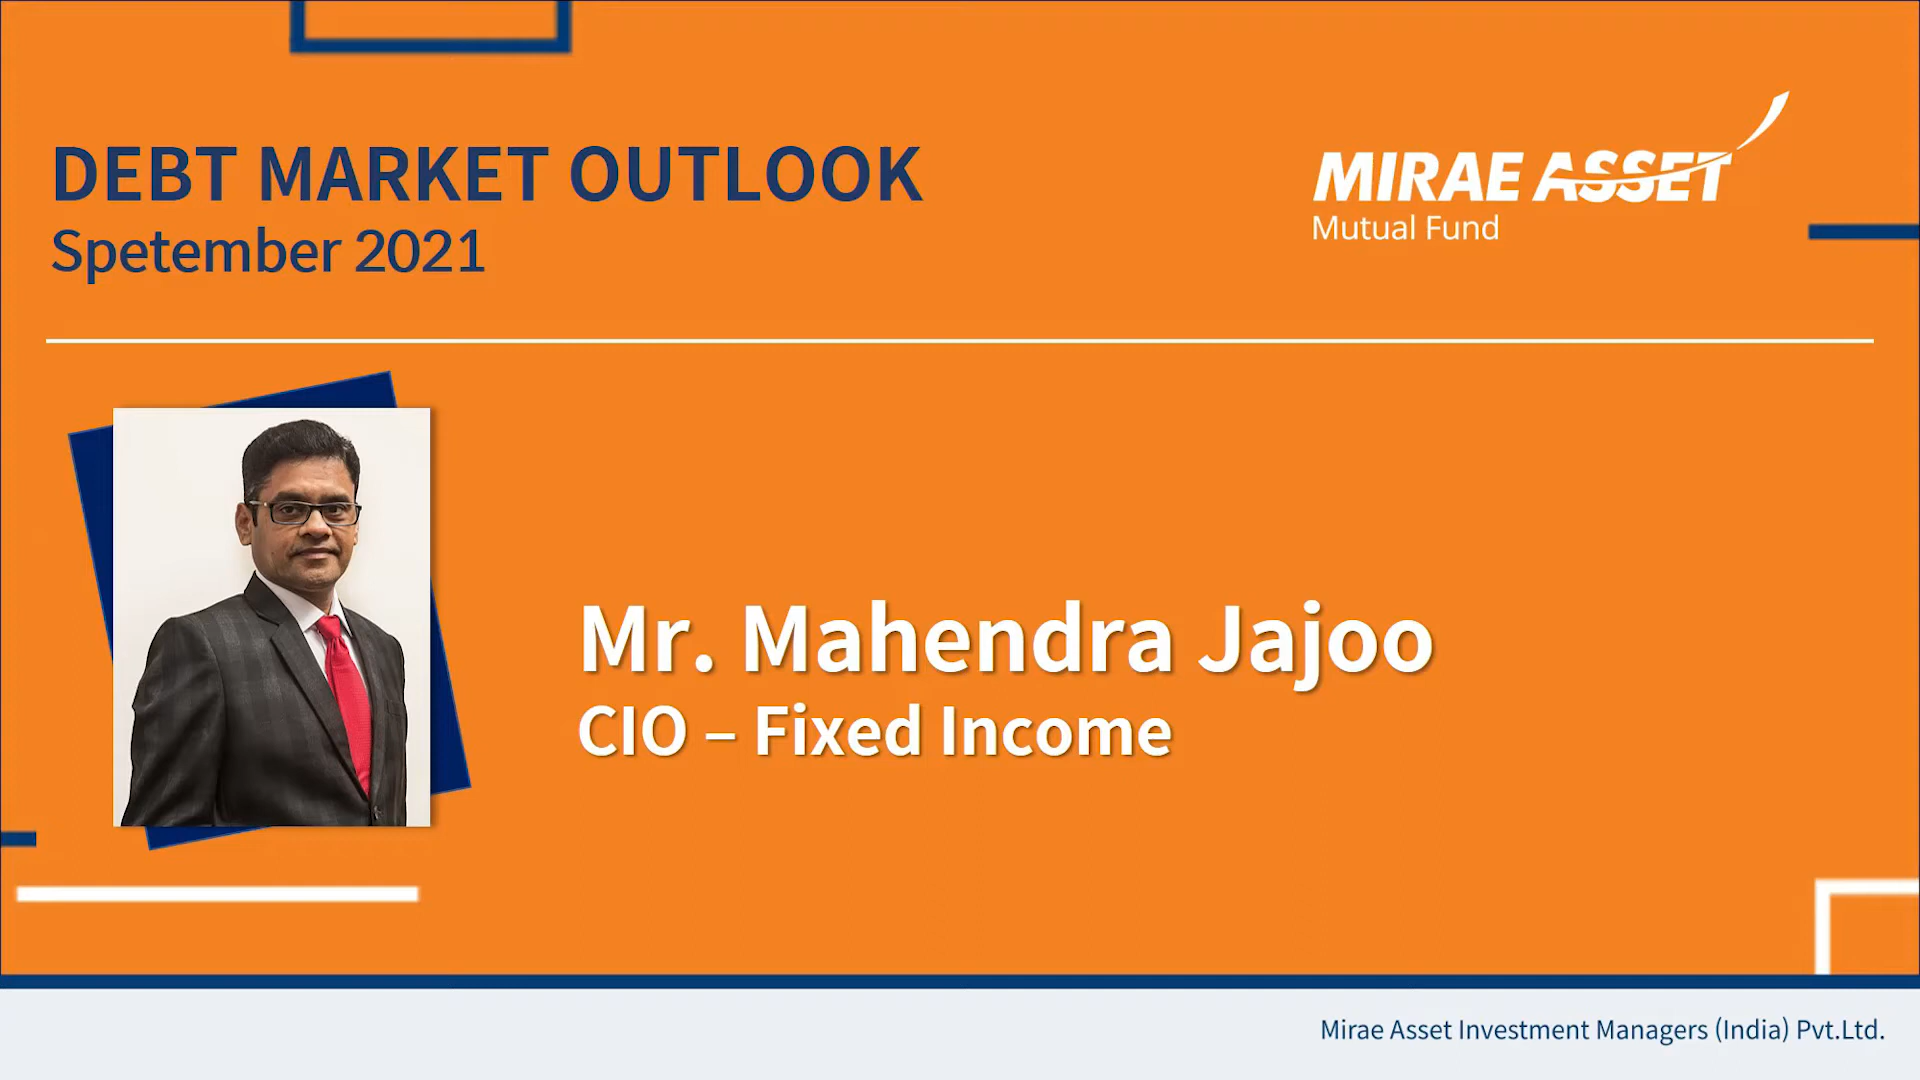 DEBT MARKET OUTLOOK
Spetember 2021
MIRAE ASSET
Mutual Fund
Mr. Mahendra Jajoo
CIO – Fixed Income
Mirae Asset Investment Managers (India) Pvt.Ltd.